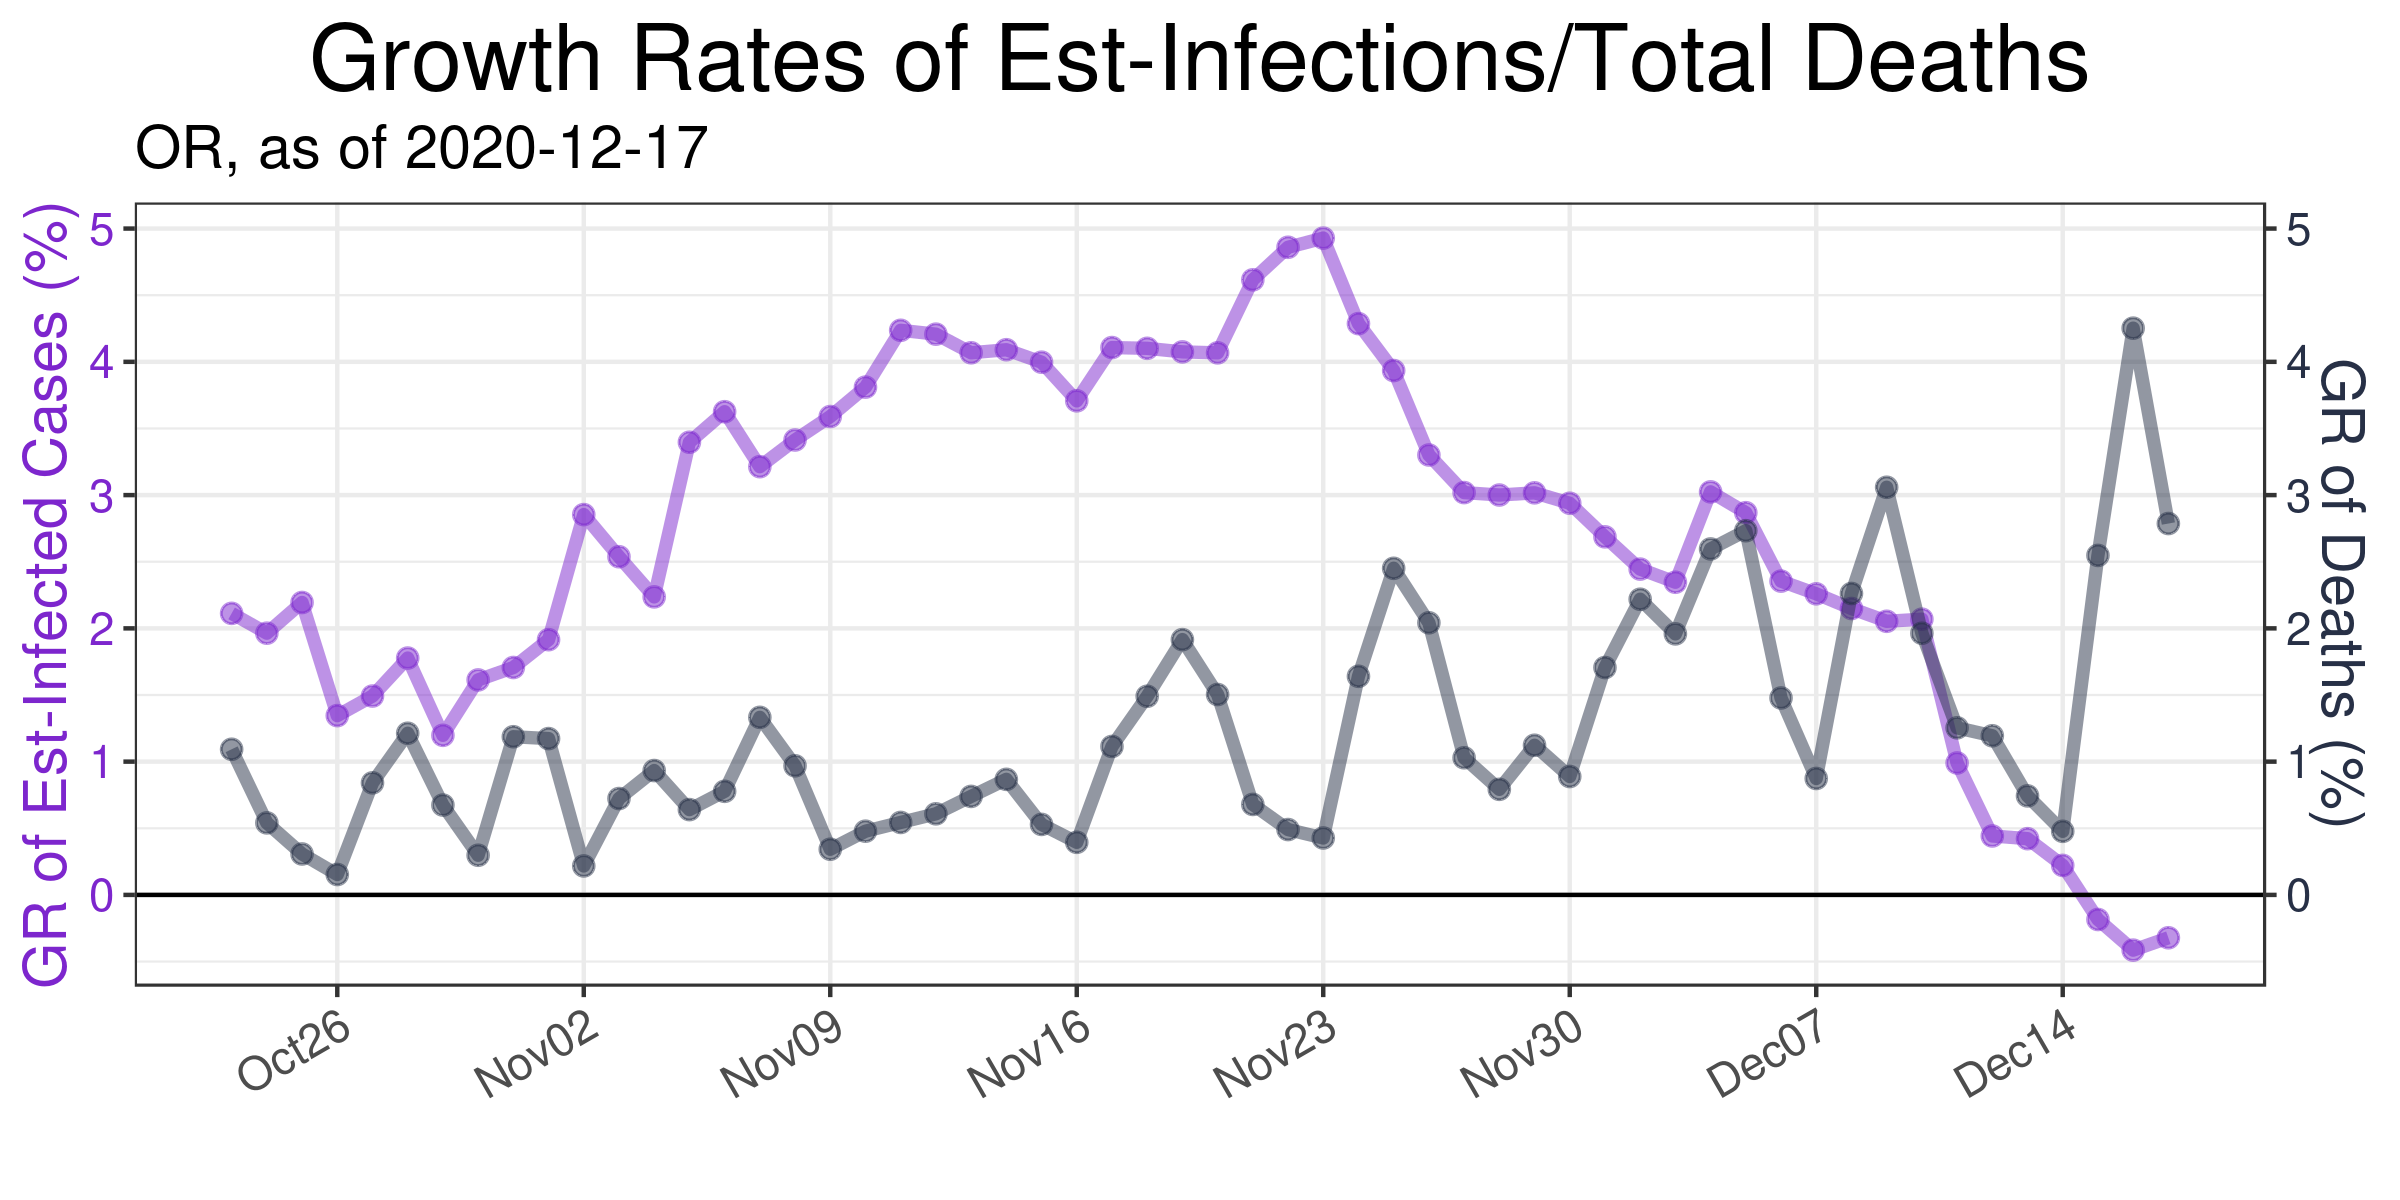 Growth Rates of Est-Infections/Total Deaths
OR, as of 2020-12-17
GR of Est-Infected Cases (%)
5
4
3
2
1
0
5
4
3
2
1
0
GR of Deaths (%)
Oct26
Nov02
Nov09
Nov16
Nov23
Nov30
Dec07
Dec14